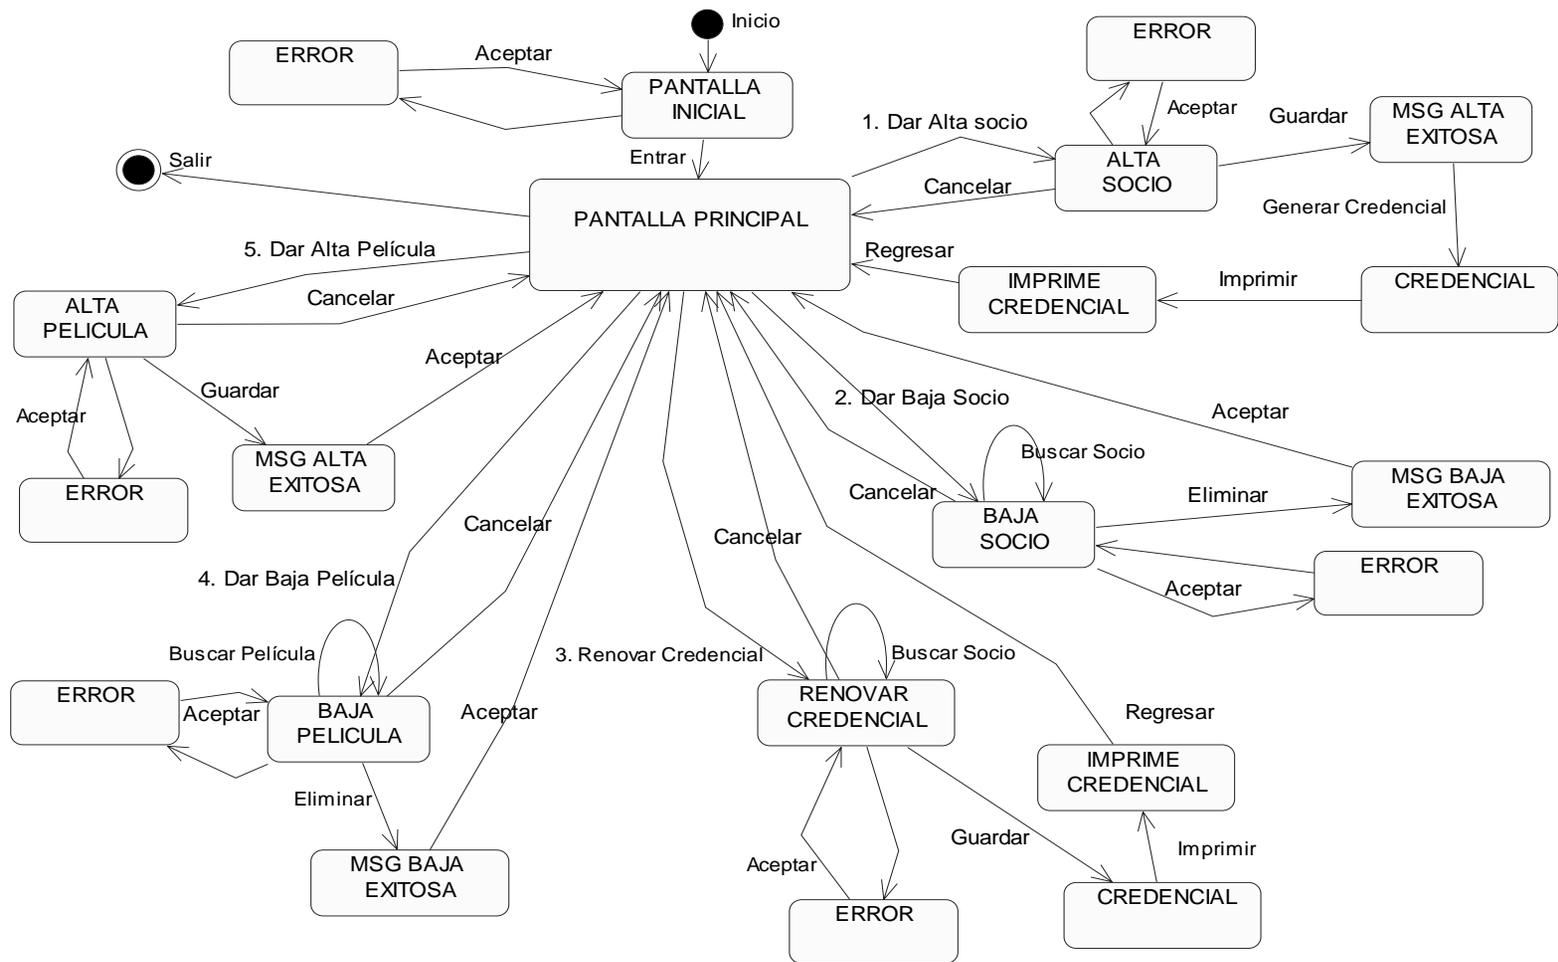 Inicio
ERROR
Aceptar
PANTALLA
INICIAL
Entrar
ERROR
Aceptar
1. Dar Alta socio
Guardar
MSG ALTA
EXITOSA
ALTA
SOCIO
Cancelar
Salir
PANTALLA PRINCIPAL
Generar Credencial
5. Dar Alta Película
Regresar
IMPRIME
CREDENCIAL
Imprimir
CREDENCIAL
ALTA
PELICULA
Cancelar
Aceptar
Guardar
Aceptar
MSG ALTA
EXITOSA
ERROR
2. Dar Baja Socio
Aceptar
Buscar Socio
Cancelar
BAJA
SOCIO
Eliminar
MSG BAJA
EXITOSA
ERROR
Aceptar
Cancelar
Cancelar
4. Dar Baja Película
Buscar Película
3. Renovar Credencial
Buscar Socio
ERROR
Aceptar
BAJA
PELICULA
Aceptar
RENOVAR
CREDENCIAL
Regresar
IMPRIME
CREDENCIAL
Eliminar
MSG BAJA
EXITOSA
Aceptar
Guardar
Imprimir
ERROR
CREDENCIAL